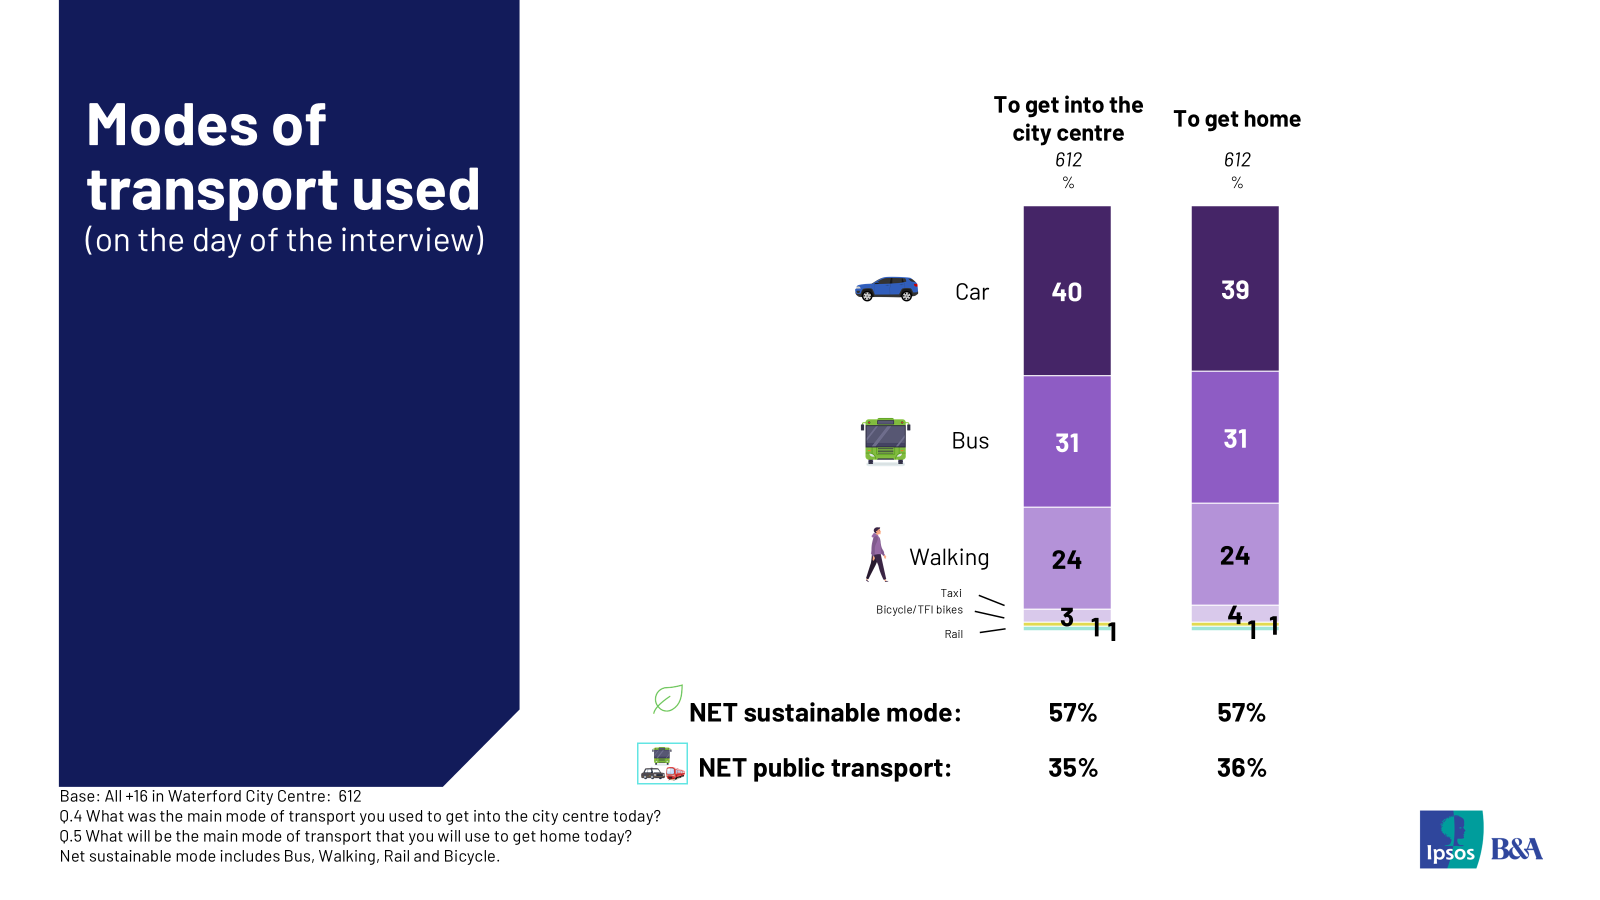 Modes of
transport used
(on the day of the interview)
To get into the
city centre
612
%
To get home
612
%
Car
40
39
Bus
31
31
Walking
24
24
Taxi
Bicycle/TFI bikes
Rail
3
1
1
4
1
1
NET sustainable mode:
57%
57%
NET public transport:
35%
36%
Base: All +16 in Waterford City Centre: 612
Q.4 What was the main mode of transport you used to get into the city centre today?
Q.5 What will be the main mode of transport that you will use to get home today?
Net sustainable mode includes Bus, Walking, Rail and Bicycle.
Ipsos
B&A